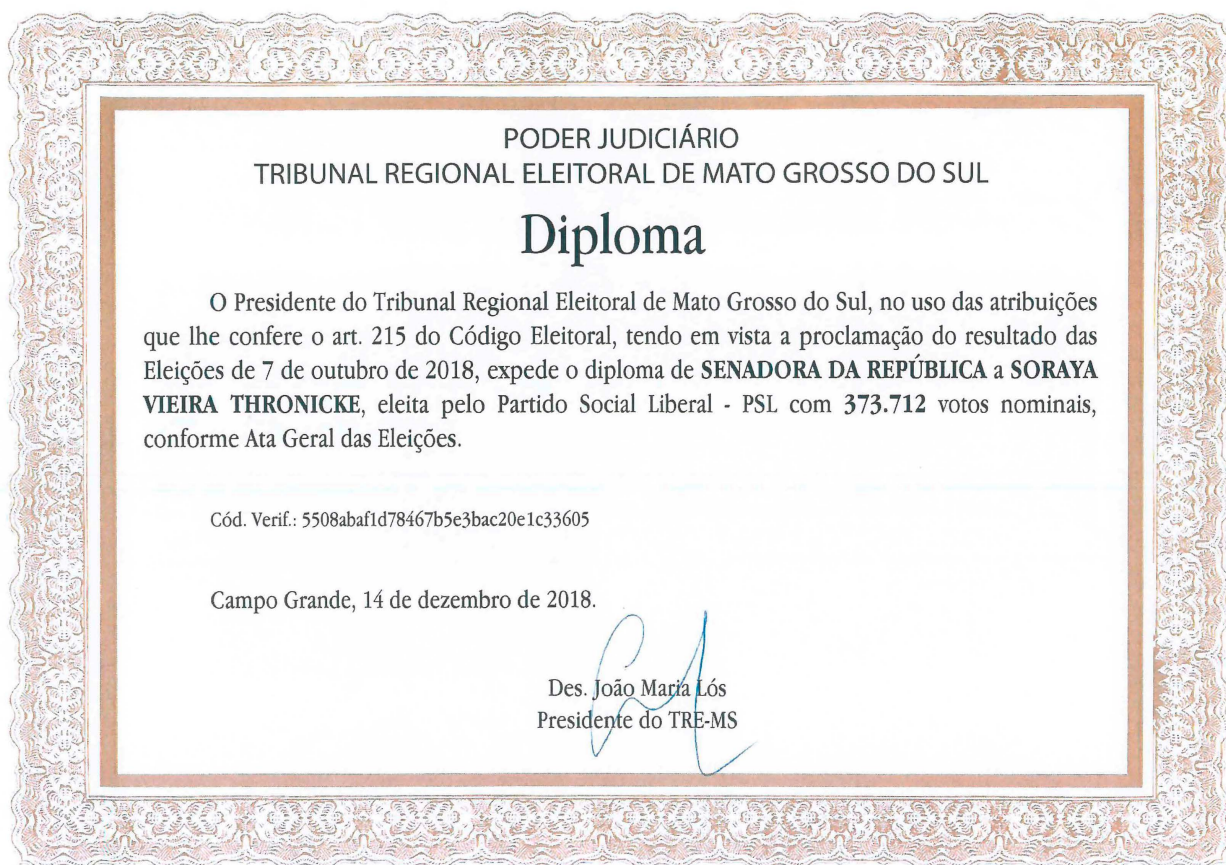 PODER JUDICIÁRIO
TRIBUNAL REGIONAL ELEITORAL DE MATO GROSSO DO SUL
Diploma
O Presidente do Tribunal Regional Eleitoral de Mato Grosso do Sul, no uso das atribuições
que lhe confere o art. 215 do Código Eleitoral, tendo em vista a proclamação do resultado das
Eleições de 7 de outubro de 2018, expede o diploma de SENADORA DA REPÚBLICA a SORAYA
VIEIRA THRONICKE, eleita pelo Partido Social Liberal - PSL com 373.712 votos nominais,
conforme Ata Geral das Eleições.
Cód. Verif.: 5508abaf1d78467b5e3bac20e1c33605
Campo Grande, 14 de dezembro de 2018.
Des. João Maria Lós
Presidente do TRE-MS